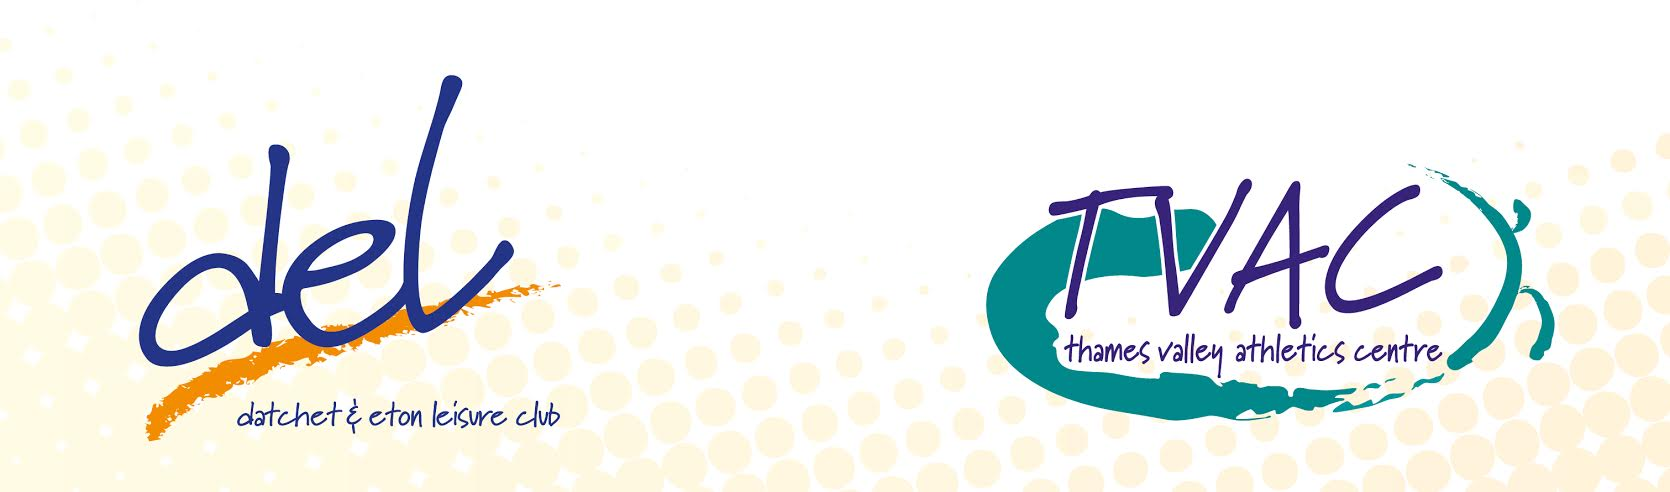 del
datchet & eton leisure club
TVAC
thames valley athletics centre